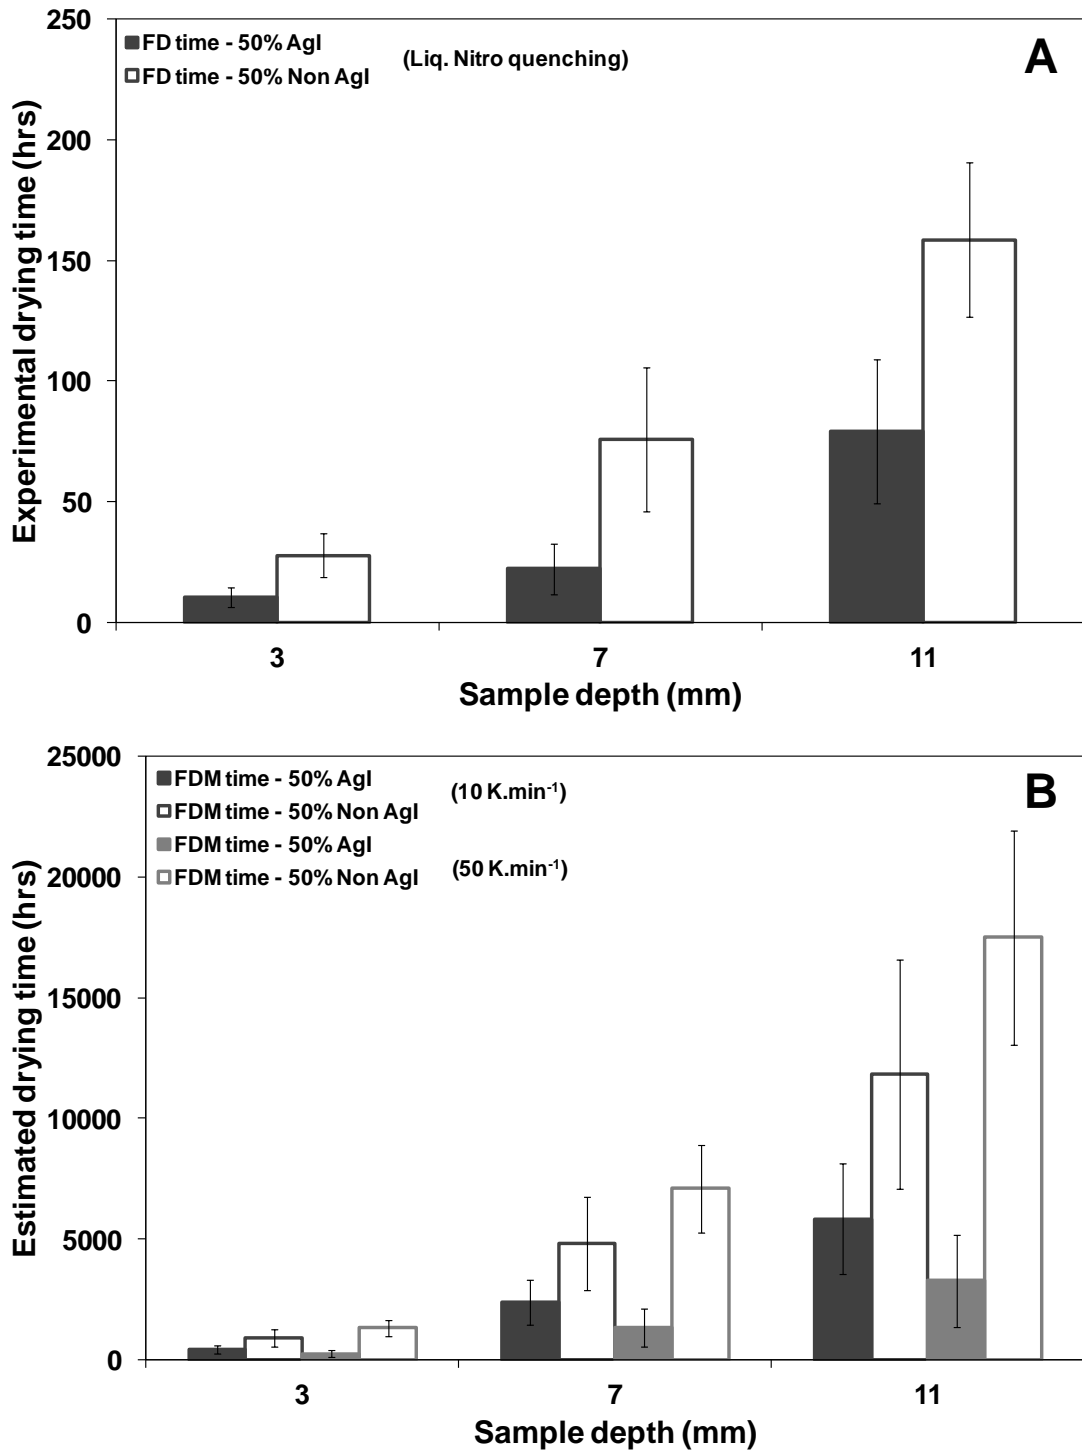 250
200
150
100
50
0
Experimental drying time (hrs)
FD time - 50% AgI
FD time - 50% Non AgI
(Liq. Nitro quenching)
A
3 7 11
Sample depth (mm)
25000
20000
15000
10000
5000
0
Estimated drying time (hrs)
FDM time - 50% AgI
FDM time - 50% Non AgI
(10 K.min⁻¹)
FDM time - 50% AgI
FDM time - 50% Non AgI
(50 K.min⁻¹)
B
3 7 11
Sample depth (mm)